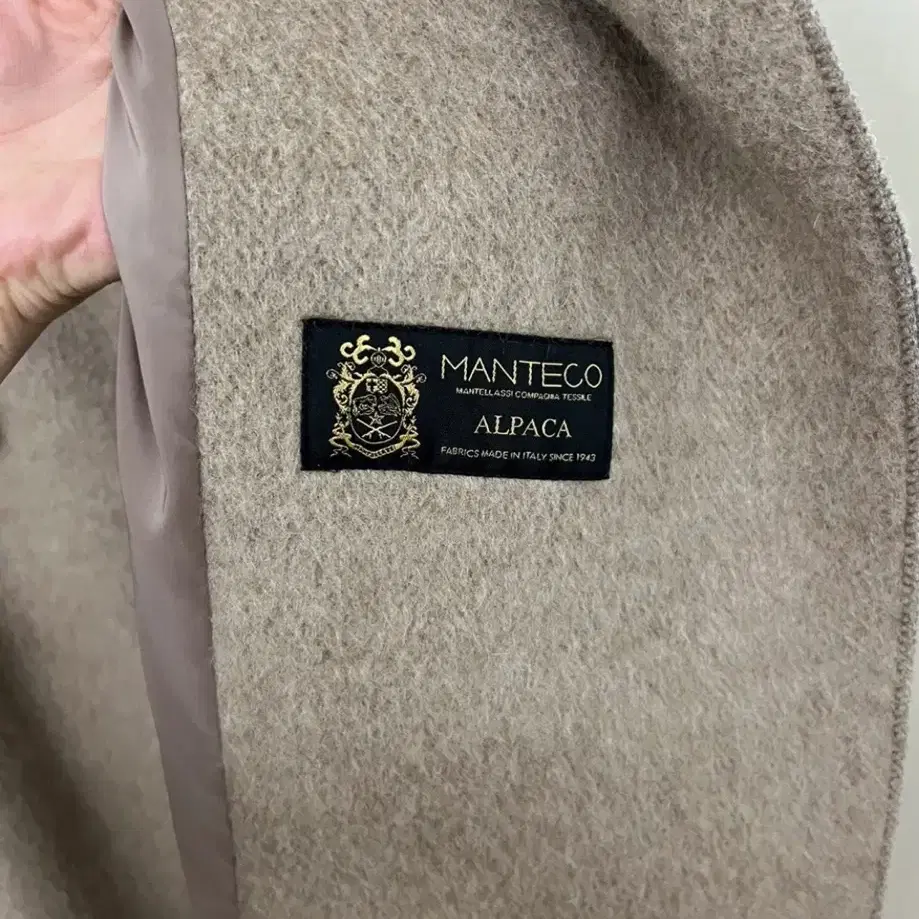 MANTECO
MANTELLASSI COMPAGNIA TESSILE
ALPACA
FABRICS MADE IN ITALY SINCE 1943